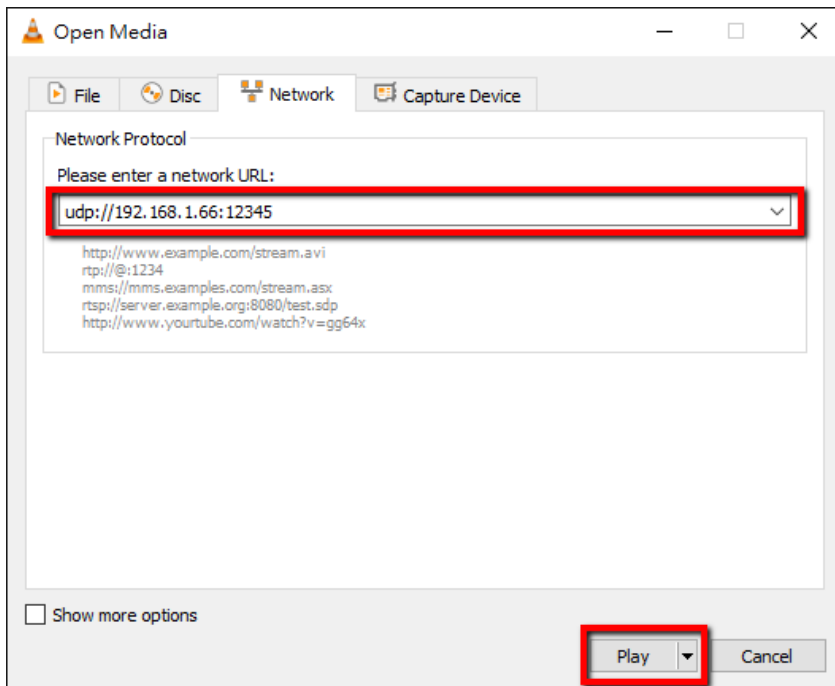 Open Media
File Disc Network Capture Device
Network Protocol
Please enter a network URL:
udp://192.168.1.66:12345
http://www.example.com/stream.avi
rtp://@:1234
mms://mms.examples.com/stream.asx
rtsp://server.example.org:8080/test.sdp
http://www.yourtube.com/watch?v=gg64x
Show more options
Play Cancel